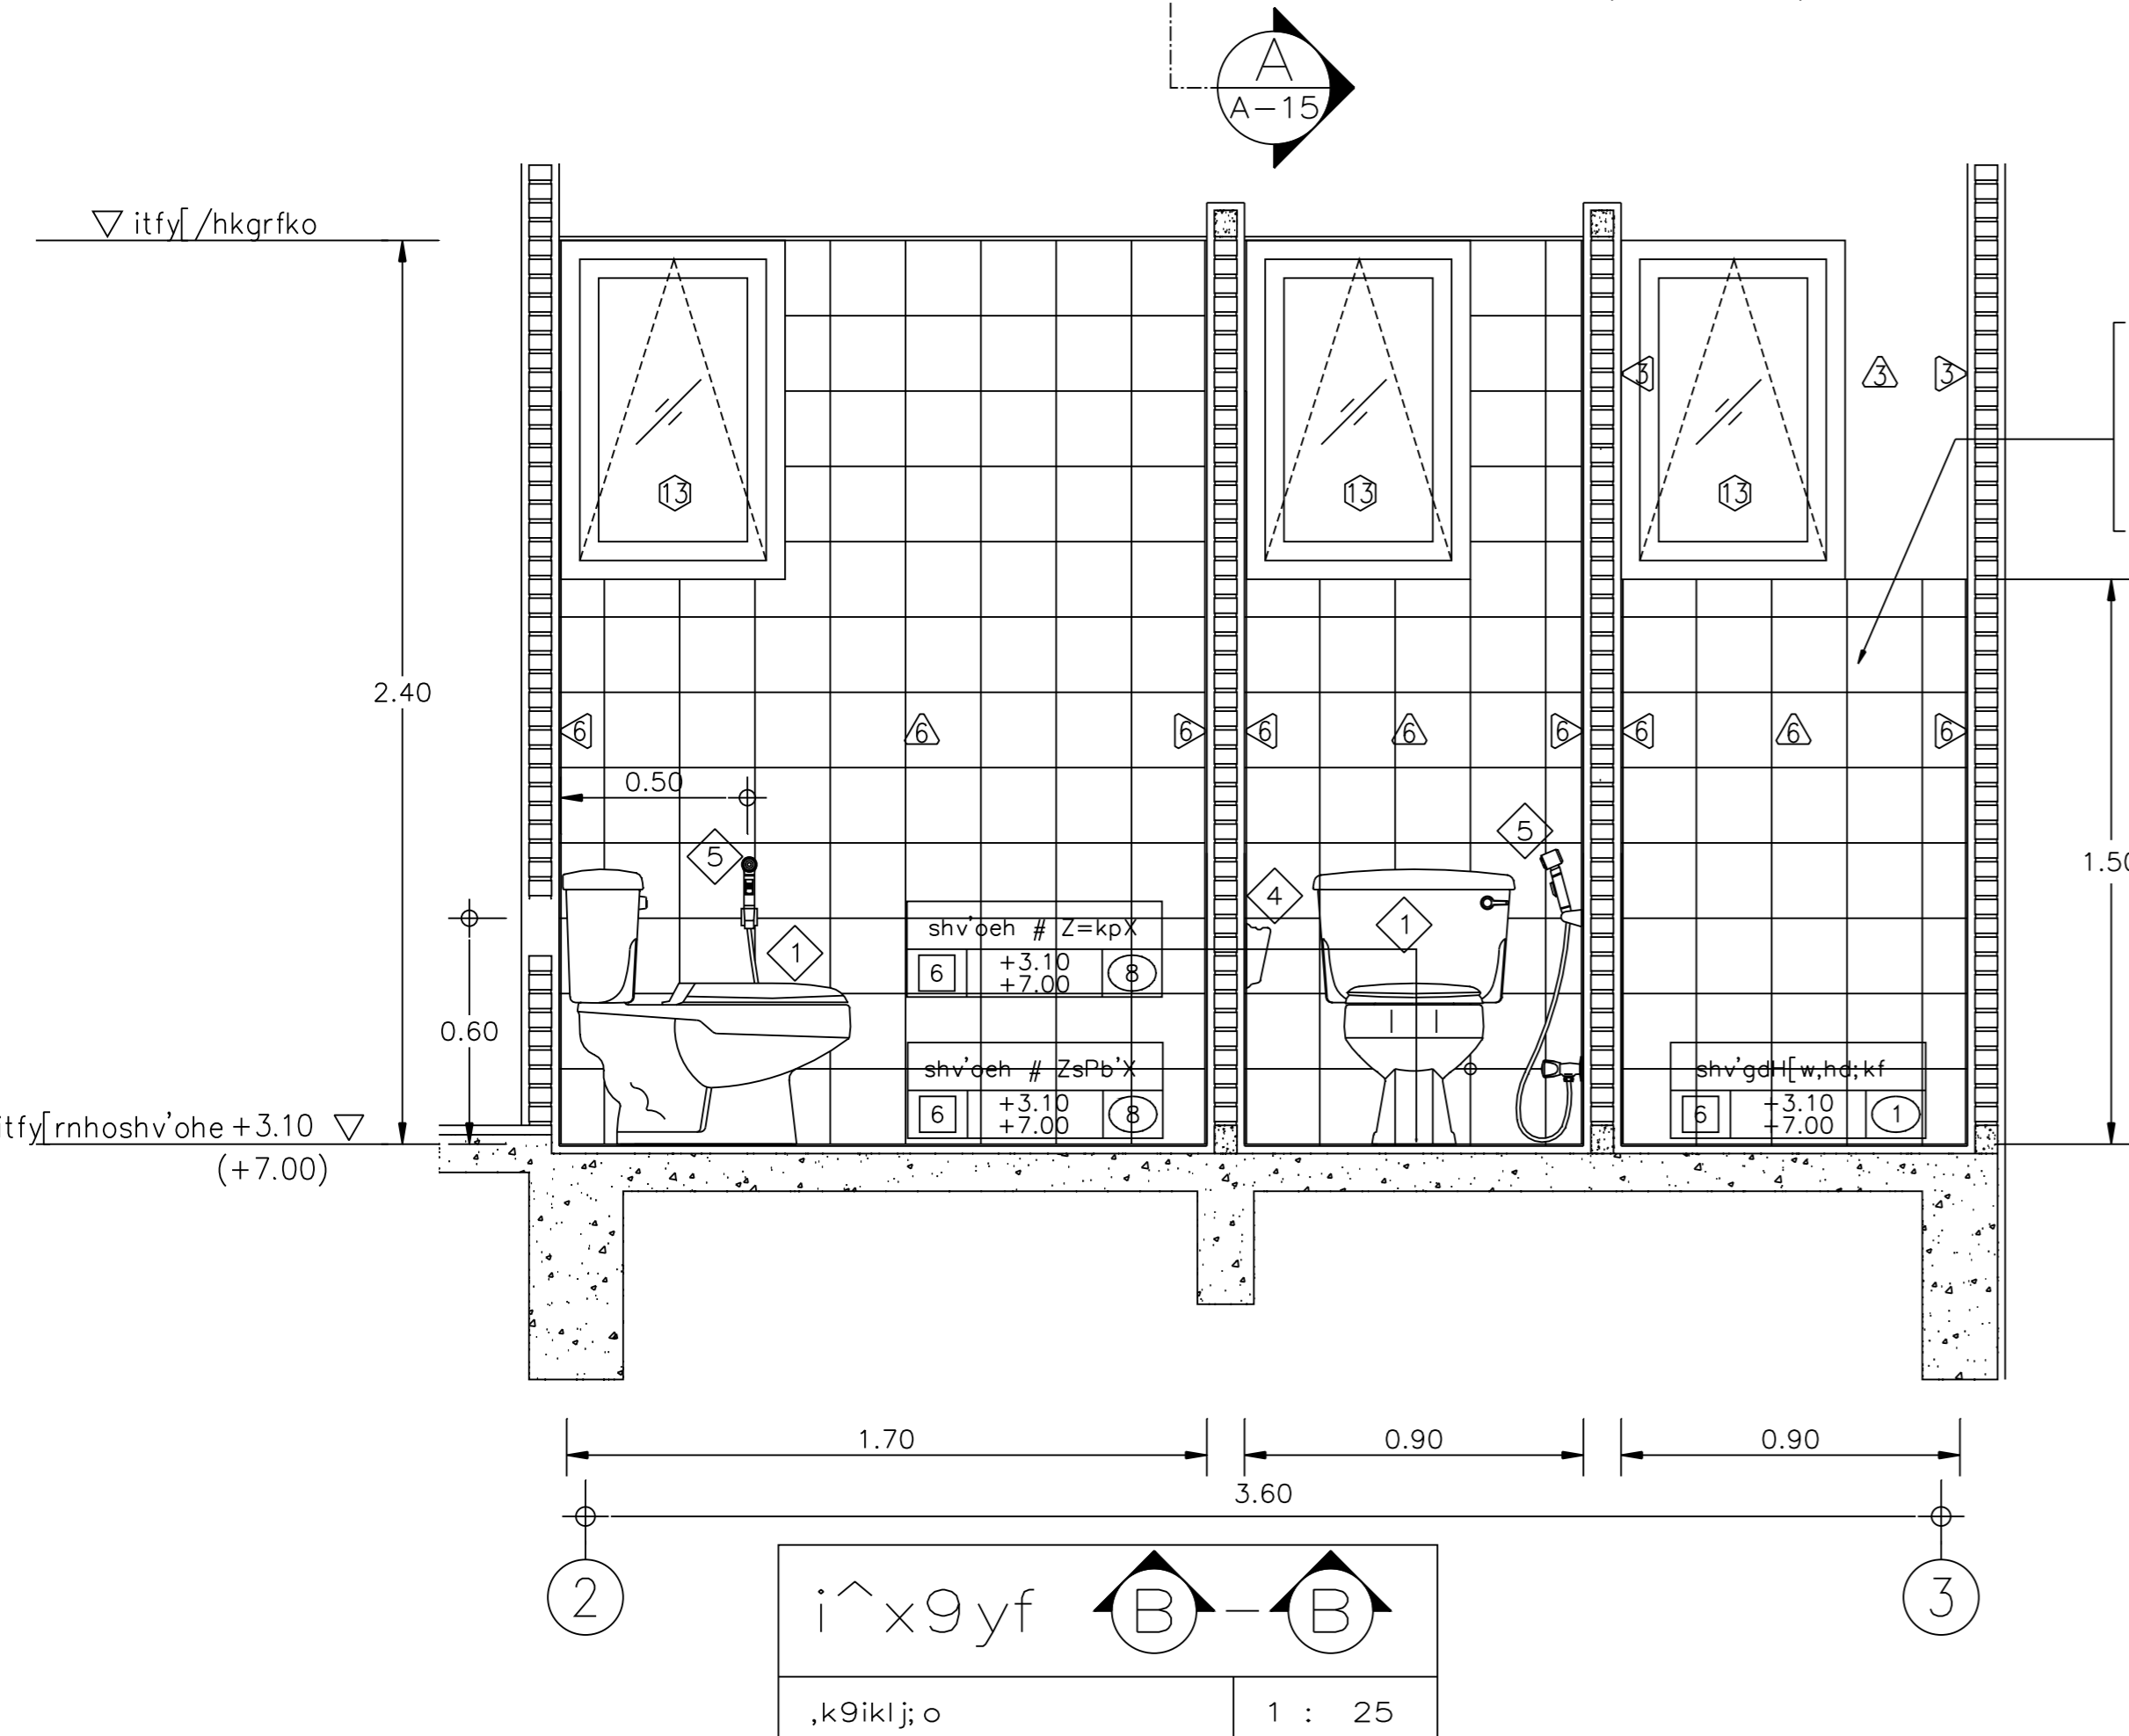 A
A-15
▽ itfy[ /hkgrfko
3
3
3
13
13
13
2.40
6
6
6
6
6
6
6
6
6
0.50
5
5
1.50
4
1
1
shv'oeh # Z=kpX
6 +3.10 +7.00 8
0.60
shv'oeh # ZsPb'X
6 +3.10 +7.00 8
shv'gdH[w,hd;kf
6 +3.10 +7.00 1
itfy[rnhoshv'ohe +3.10 ▽
(+7.00)
1.70
0.90
0.90
3.60
2
3
i^x9yf B - B
,k9iklj;o
1 : 25